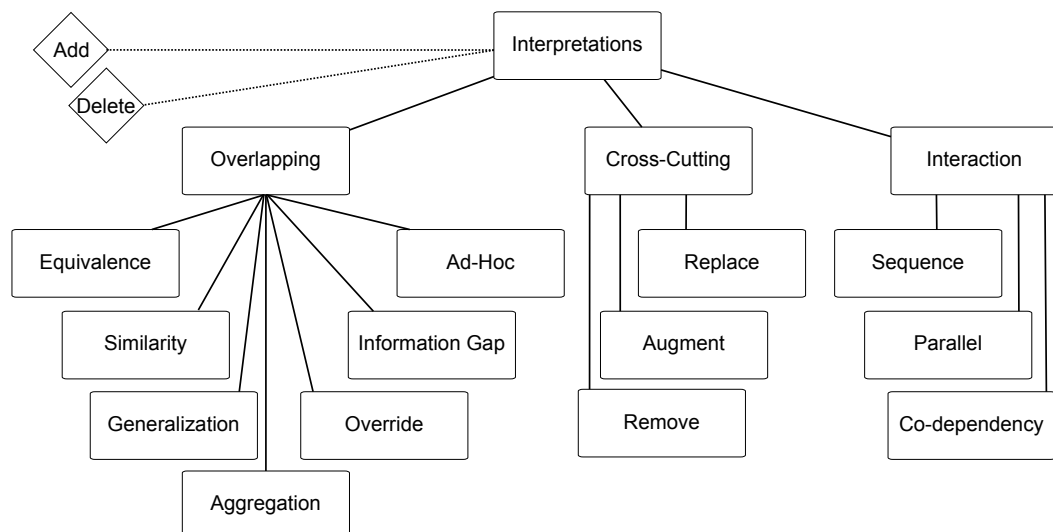 Interpretations
Add
Delete
Overlapping
Cross-Cutting
Interaction
Equivalence
Ad-Hoc
Replace
Sequence
Similarity
Information Gap
Augment
Parallel
Generalization
Override
Remove
Co-dependency
Aggregation